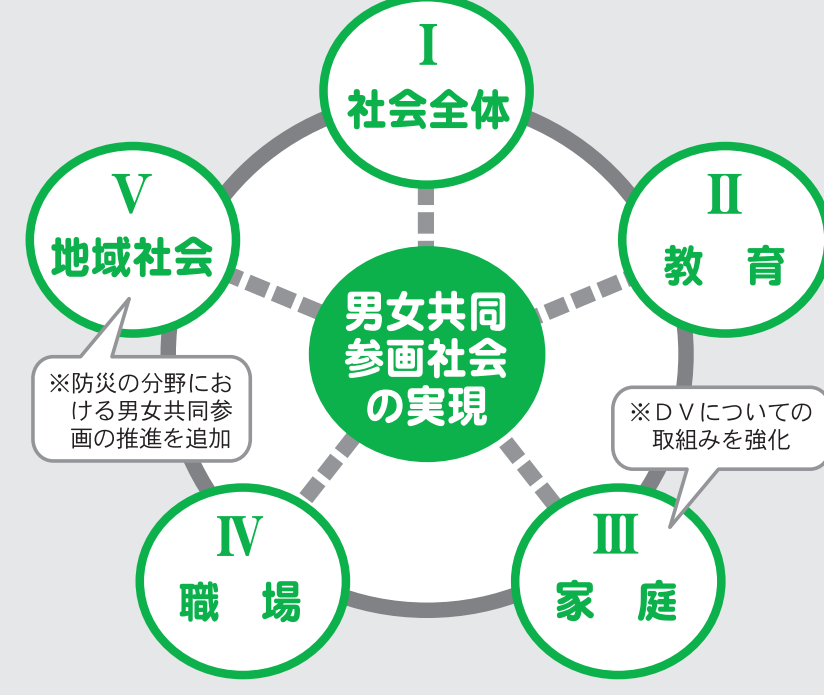 Ⅰ
社会全体
Ⅱ
教　育
Ⅴ
地域社会
男女共同
参画社会
の実現
※防災の分野にお
ける男女共同参
画の推進を追加
※ＤＶについての
取組みを強化
Ⅳ
職　場
Ⅲ
家　庭